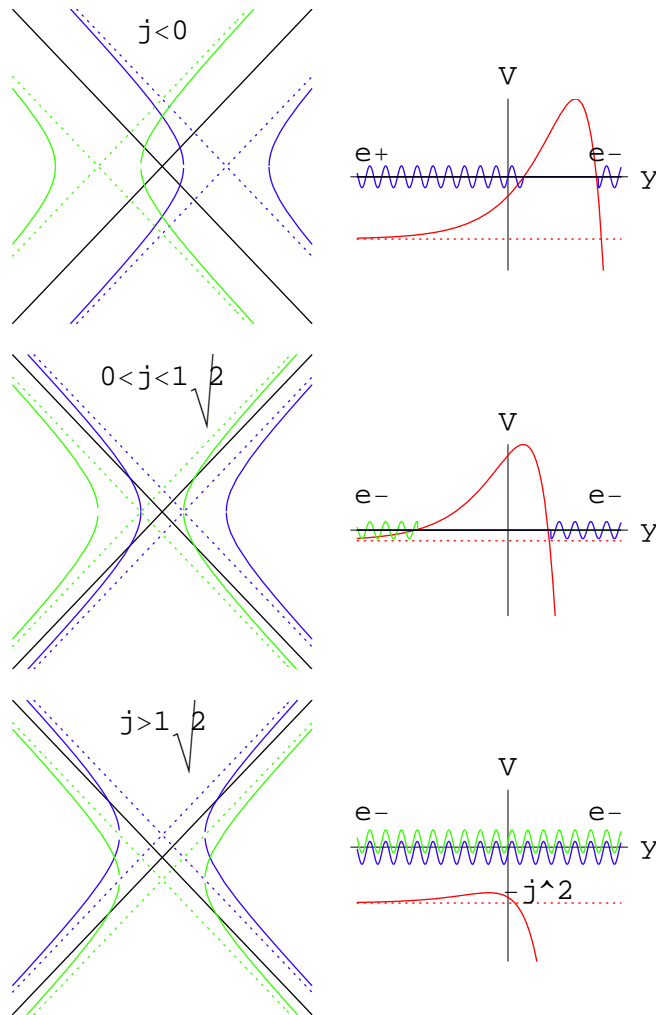 j<0
V
e+ e- y
0<j<1√2
V
e- e- y
j>1√2
V
e- e- y
-j^2